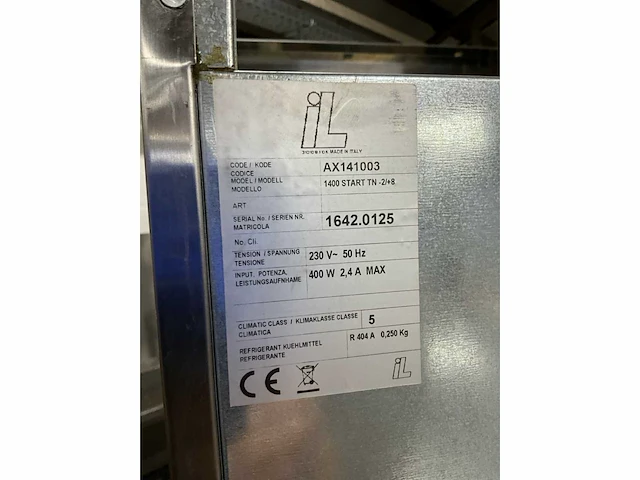 iL
MADE IN ITALY
CODE / KODE
CODICE AX141003
MODEL / MODELL
MODELLO 1400 START TN -2/+8
ART
SERIAL No. / SERIEN NR.
MATRICOLA 1642.0125
No. Cli.
TENSION / SPANNUNG
TENSIONE 230 V~ 50 Hz
INPUT. POTENZA.
LEISTUNGSAUFNHAME 400 W 2,4 A MAX
CLIMATIC CLASS / KLIMAKLASSE CLASSE
CLIMATICA 5
REFRIGERANT KUEHLMITTEL
REFRIGERANTE R 404 A 0,250 Kg
CE
iL